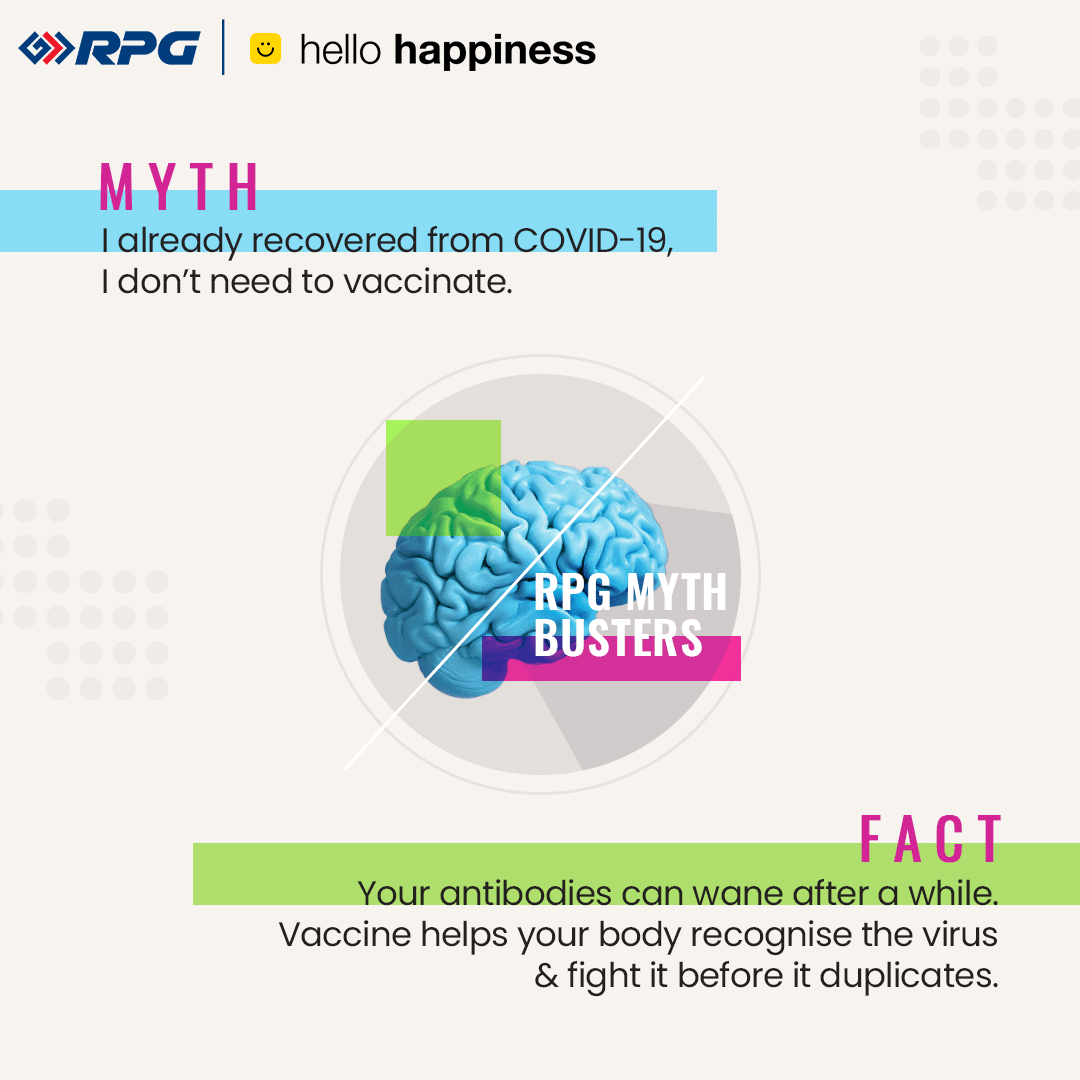 RPG hello happiness
MYTH
I already recovered from COVID-19,
I don’t need to vaccinate.
RPG MYTH
BUSTERS
FACT
Your antibodies can wane after a while.
Vaccine helps your body recognise the virus
& fight it before it duplicates.